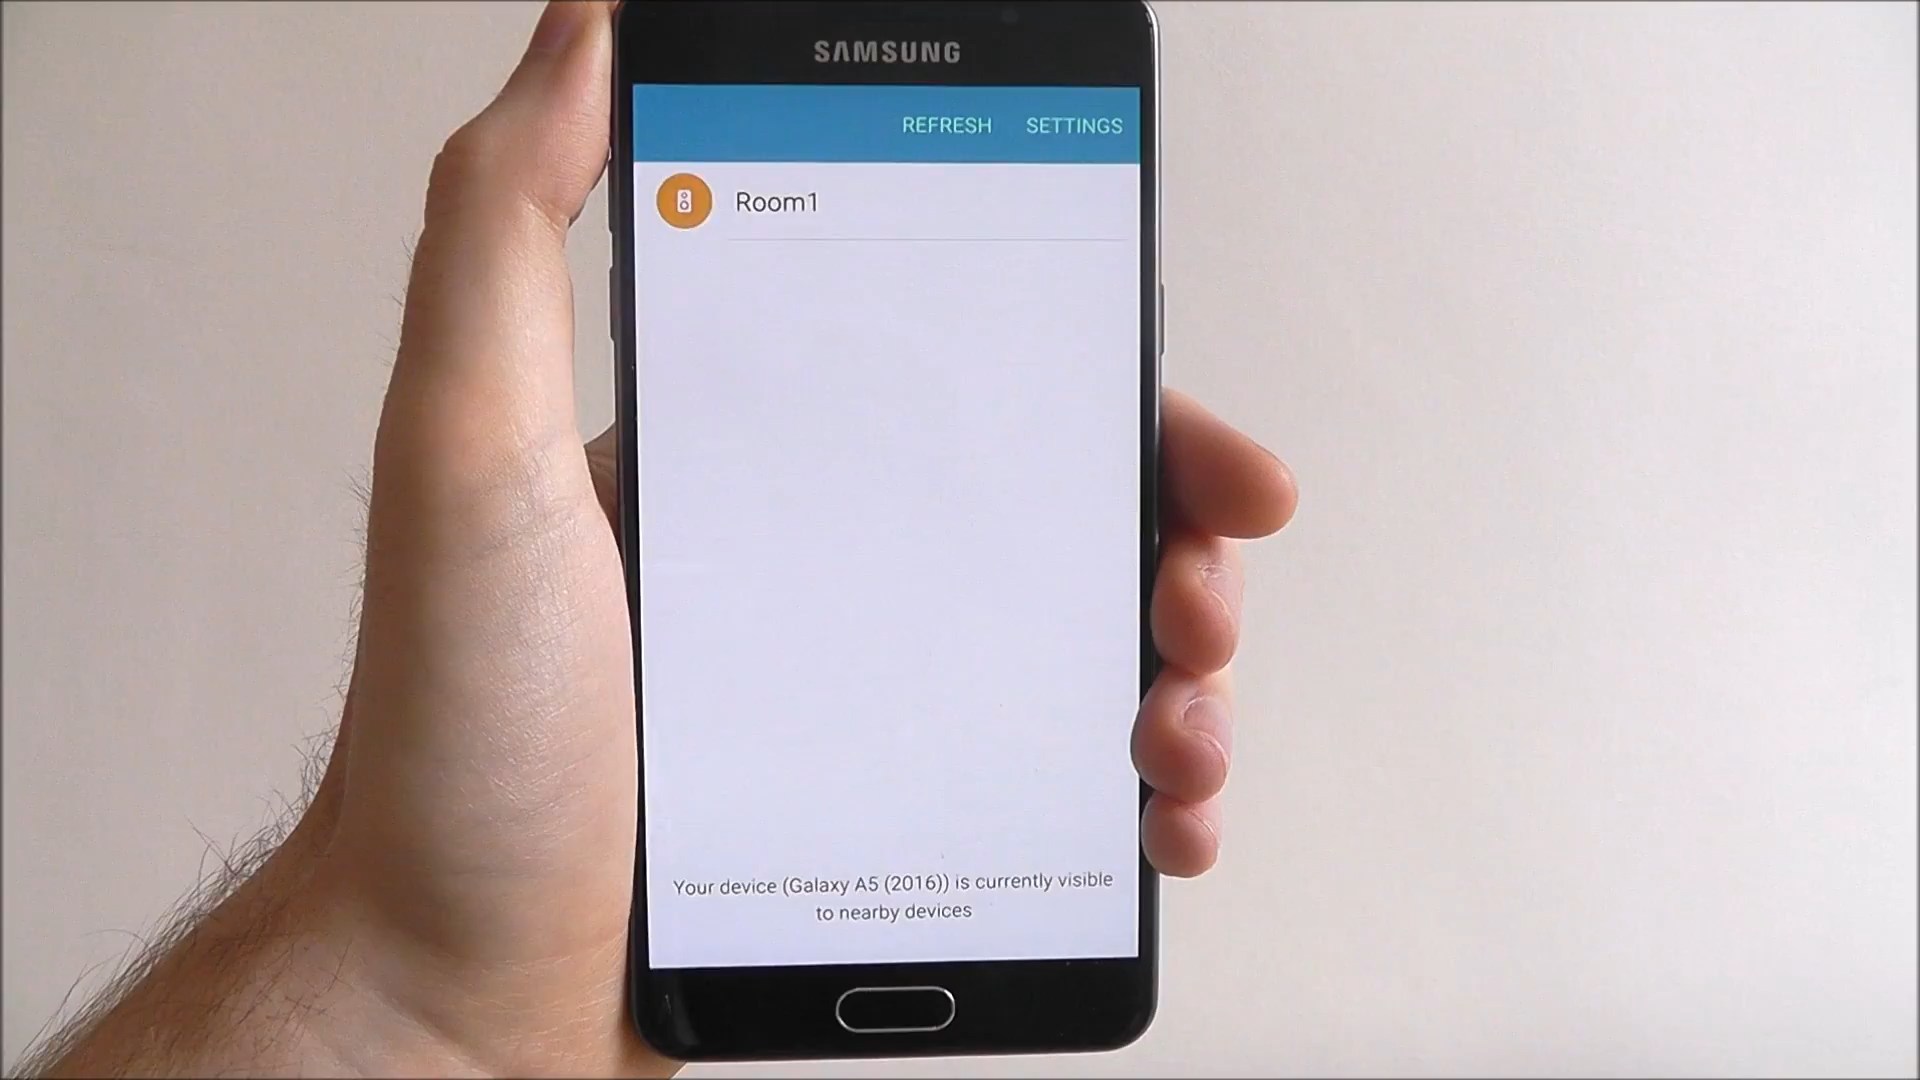 SAMSUNG
REFRESH SETTINGS
Room1
Your device (Galaxy A5 (2016)) is currently visible
to nearby devices